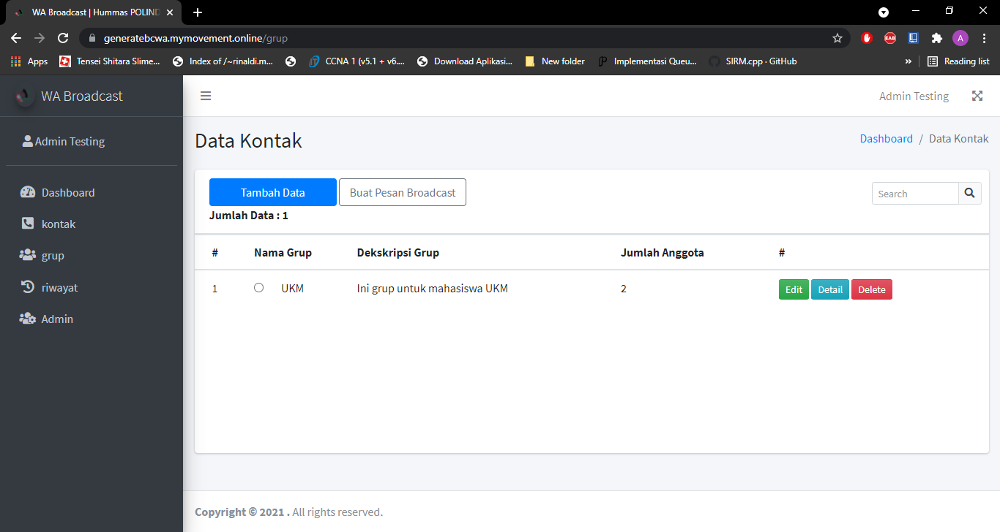 WA Broadcast | Hummas POLIND
generatebcwa.mymovement.online/grup
EAB
A
Apps
Tensei Shitara Slime...
Index of /~rinaldi.m...
CCNA 1 (v5.1 + v6....
Download Aplikasi...
New folder
Implementasi Queu...
SIRM.cpp · GitHub
»
Reading list
WA Broadcast
Admin Testing
Admin Testing
Dashboard
kontak
grup
riwayat
Admin
Data Kontak
Dashboard / Data Kontak
Tambah Data
Buat Pesan Broadcast
Search
Jumlah Data : 1
# Nama Grup Dekskripsi Grup Jumlah Anggota #
1 UKM Ini grup untuk mahasiswa UKM 2 Edit Detail Delete
Copyright © 2021 . All rights reserved.